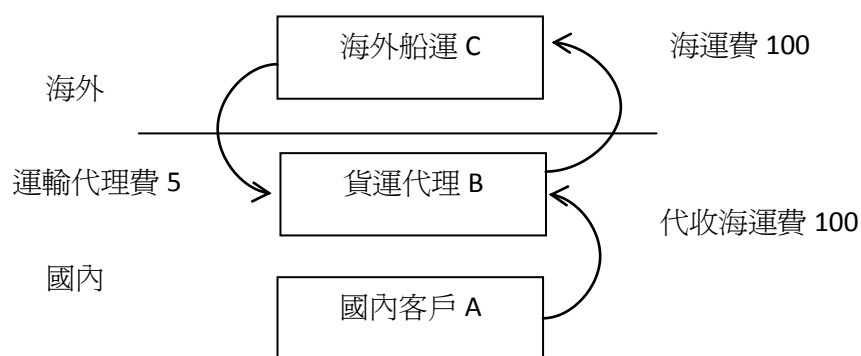 海外船運 C
海運費 100
海外
運輸代理費 5
貨運代理 B
代收海運費 100
國內
國內客戶 A